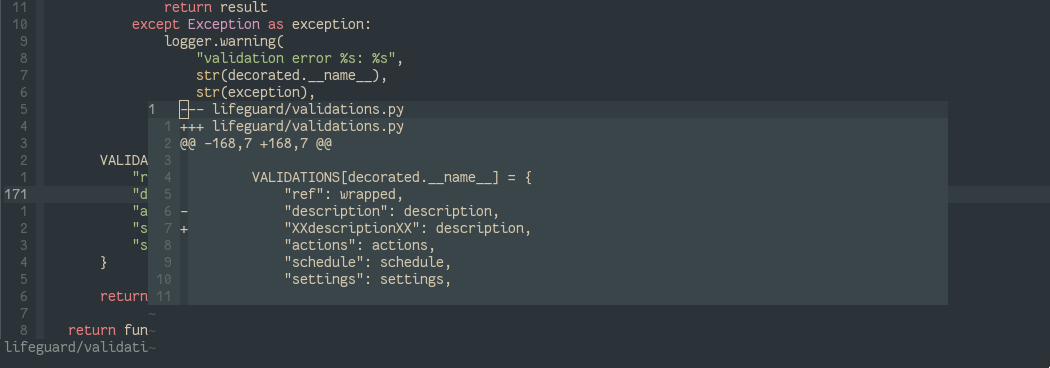 11 return result
10 except Exception as exception:
9 logger.warning(
8 "validation error %s: %s",
7 str(decorated.__name__),
6 str(exception),
5 1 --- lifeguard/validations.py
4 1 +++ lifeguard/validations.py
3 2 @@ -168,7 +168,7 @@
2 VALIDA 3
1 "r 4 VALIDATIONS[decorated.__name__] = {
171 "d 5 "ref": wrapped,
1 "a 6 - "description": description,
2 "s 7 + "XXdescriptionXX": description,
3 "s 8 "actions": actions,
4 } 9 "schedule": schedule,
5 10 "settings": settings,
6 return 11
7 ~
8 return fun~
lifeguard/validati~